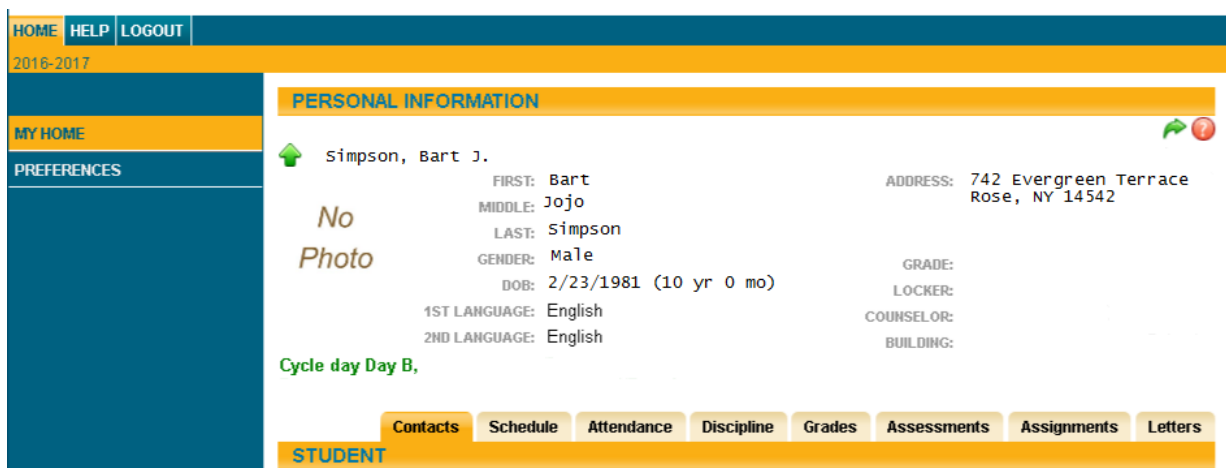 HOME HELP LOGOUT
2016-2017
PERSONAL INFORMATION
MY HOME
PREFERENCES
?
Simpson, Bart J.
No
Photo
FIRST: Bart
MIDDLE: Jojo
LAST: Simpson
GENDER: Male
DOB: 2/23/1981 (10 yr 0 mo)
1ST LANGUAGE: English
2ND LANGUAGE: English
ADDRESS: 742 Evergreen Terrace
Rose, NY 14542
GRADE:
LOCKER:
COUNSELOR:
BUILDING:
Cycle day Day B,
Contacts Schedule Attendance Discipline Grades Assessments Assignments Letters
STUDENT